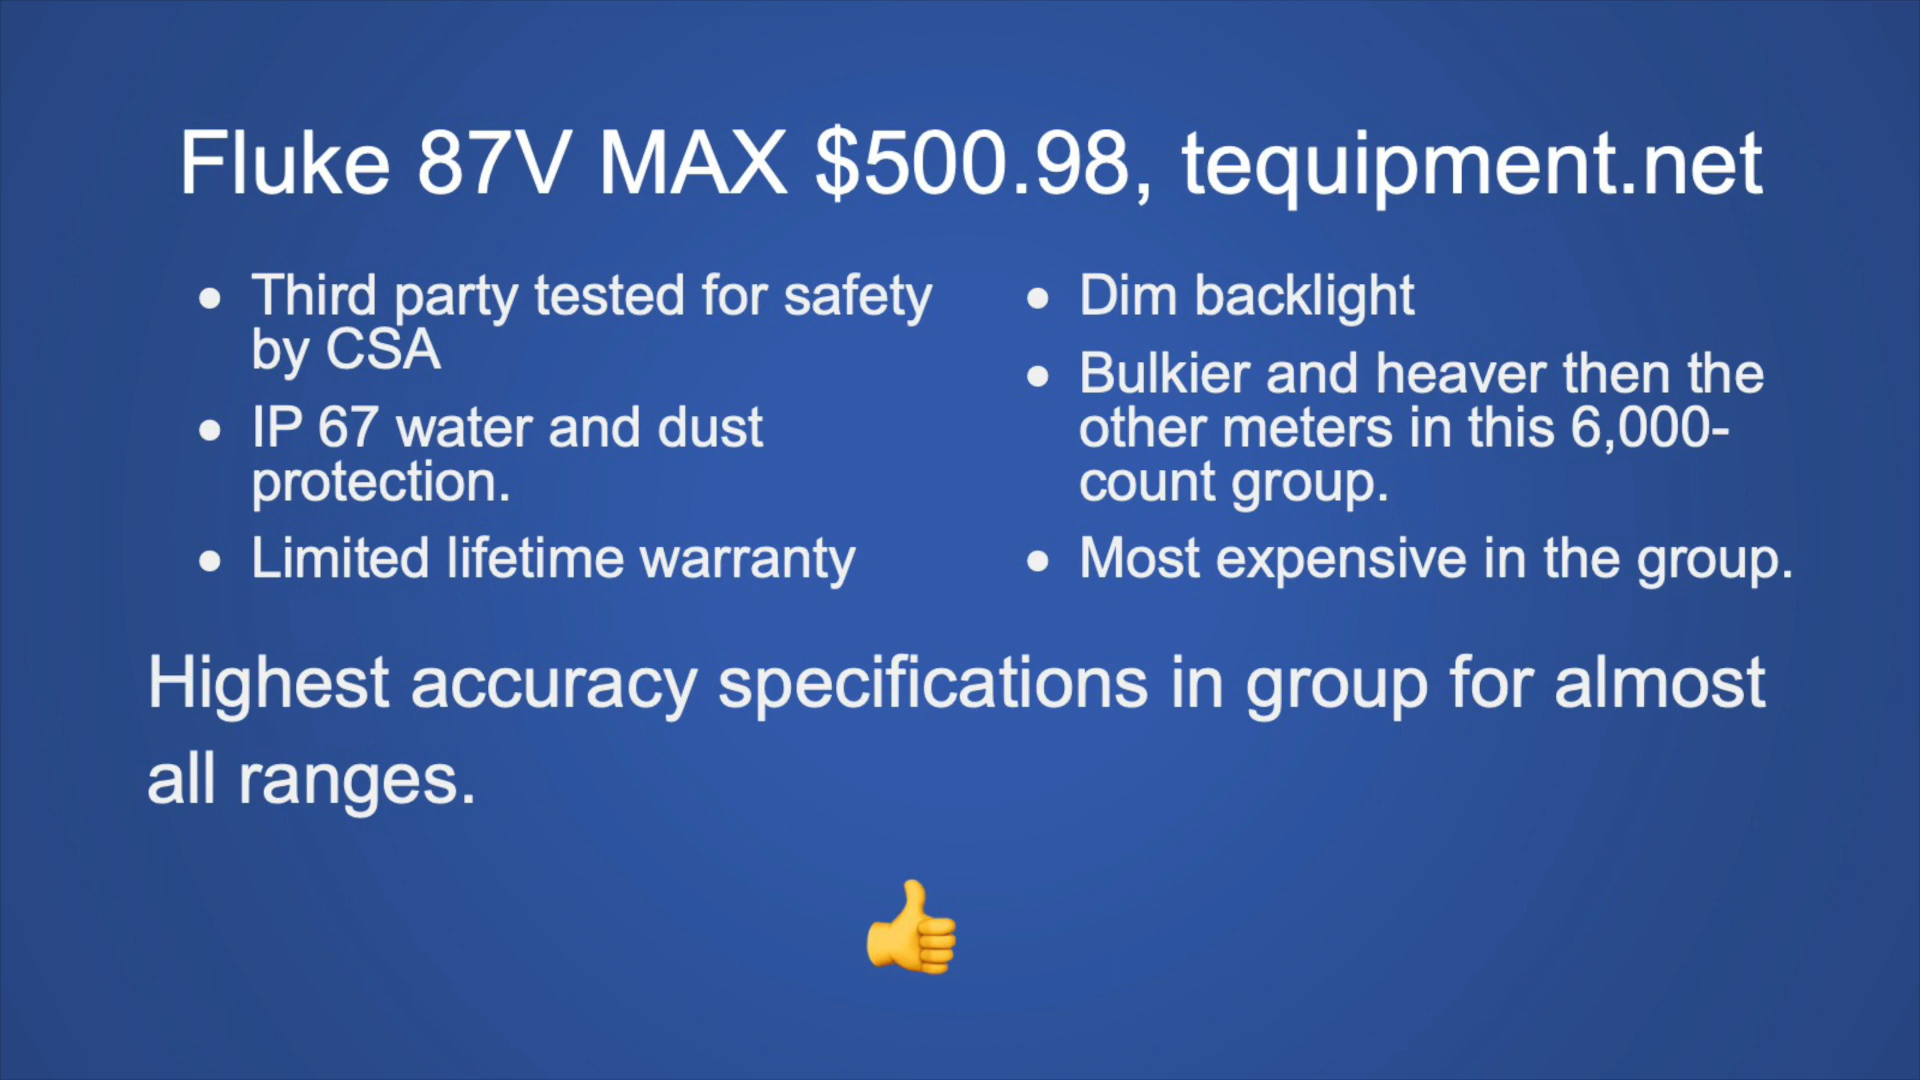 Fluke 87V MAX $500.98, tequipment.net
● Third party tested for safety
by CSA
● IP 67 water and dust
protection.
● Limited lifetime warranty
● Dim backlight
● Bulkier and heaver then the
other meters in this 6,000-
count group.
● Most expensive in the group.
Highest accuracy specifications in group for almost
all ranges.